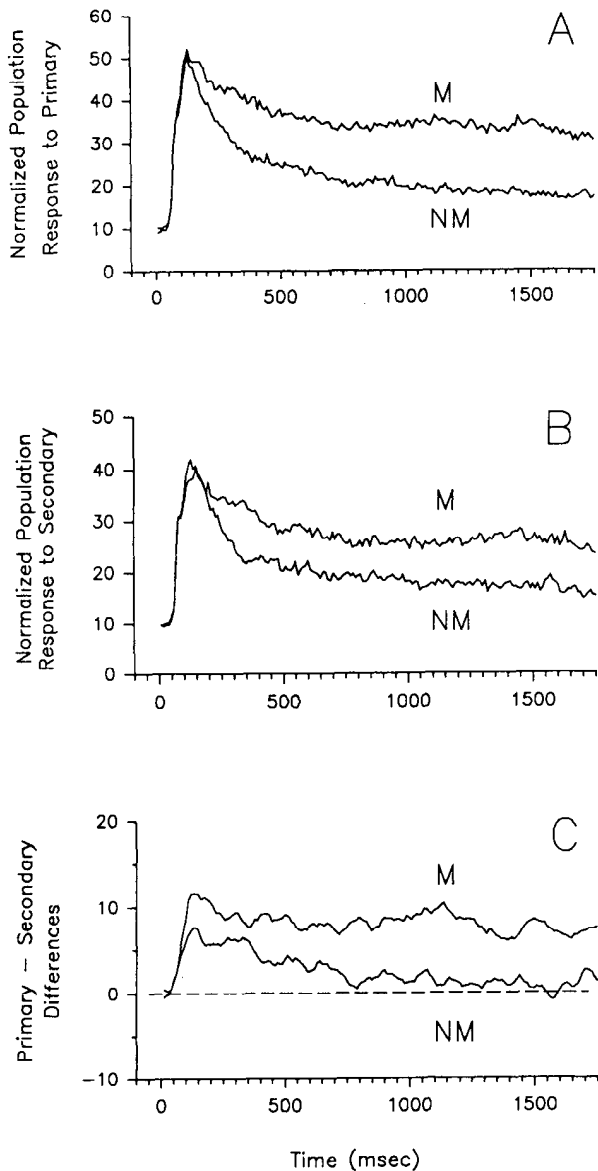 A
Normalized Population
Response to Primary
60
50
40
30
20
10
0
M
NM
0 500 1000 1500
B
Normalized Population
Response to Secondary
50
40
30
20
10
0
M
NM
0 500 1000 1500
C
Primary — Secondary
Differences
20
10
0
-10
M
NM
0 500 1000 1500
Time (msec)